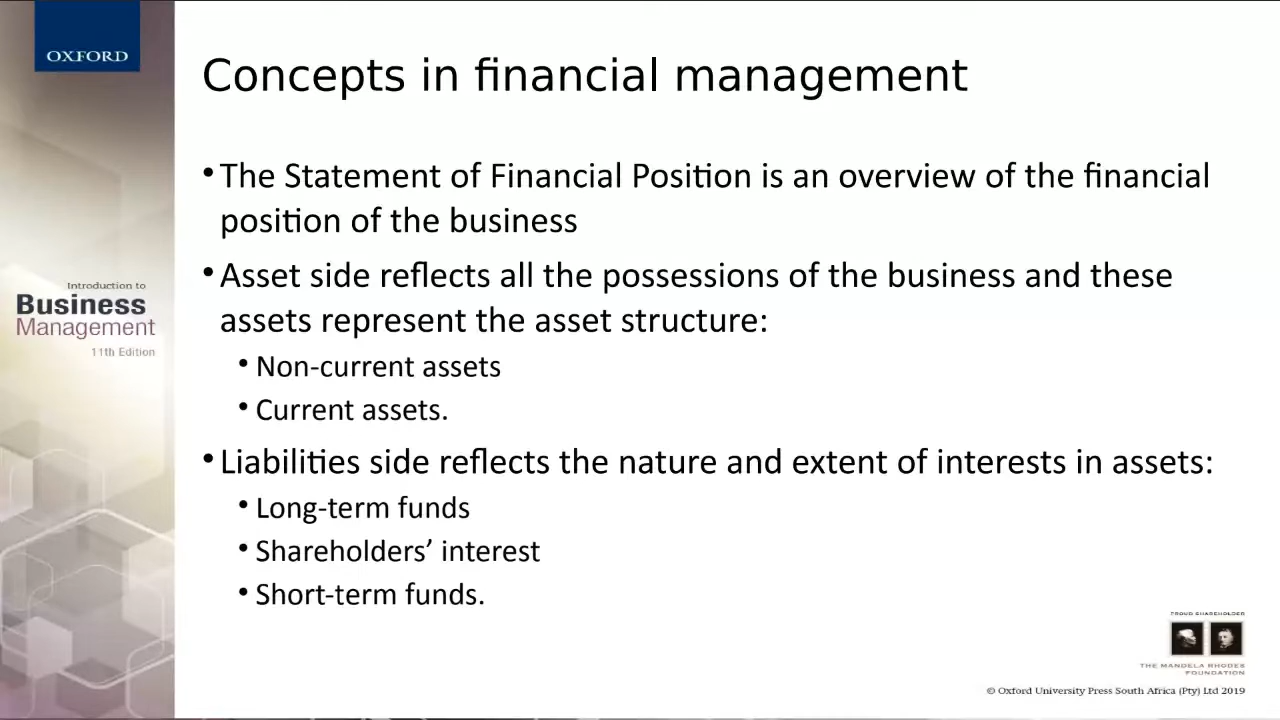 OXFORD
Concepts in financial management
• The Statement of Financial Position is an overview of the financial
position of the business
• Asset side reflects all the possessions of the business and these
assets represent the asset structure:
• Non-current assets
• Current assets.
• Liabilities side reflects the nature and extent of interests in assets:
• Long-term funds
• Shareholders’ interest
• Short-term funds.
Introduction to
Business
Management
11th Edition
PROUD SHAREHOLDER
THE MANDELA RHODES
FOUNDATION
© Oxford University Press South Africa (Pty) Ltd 2019